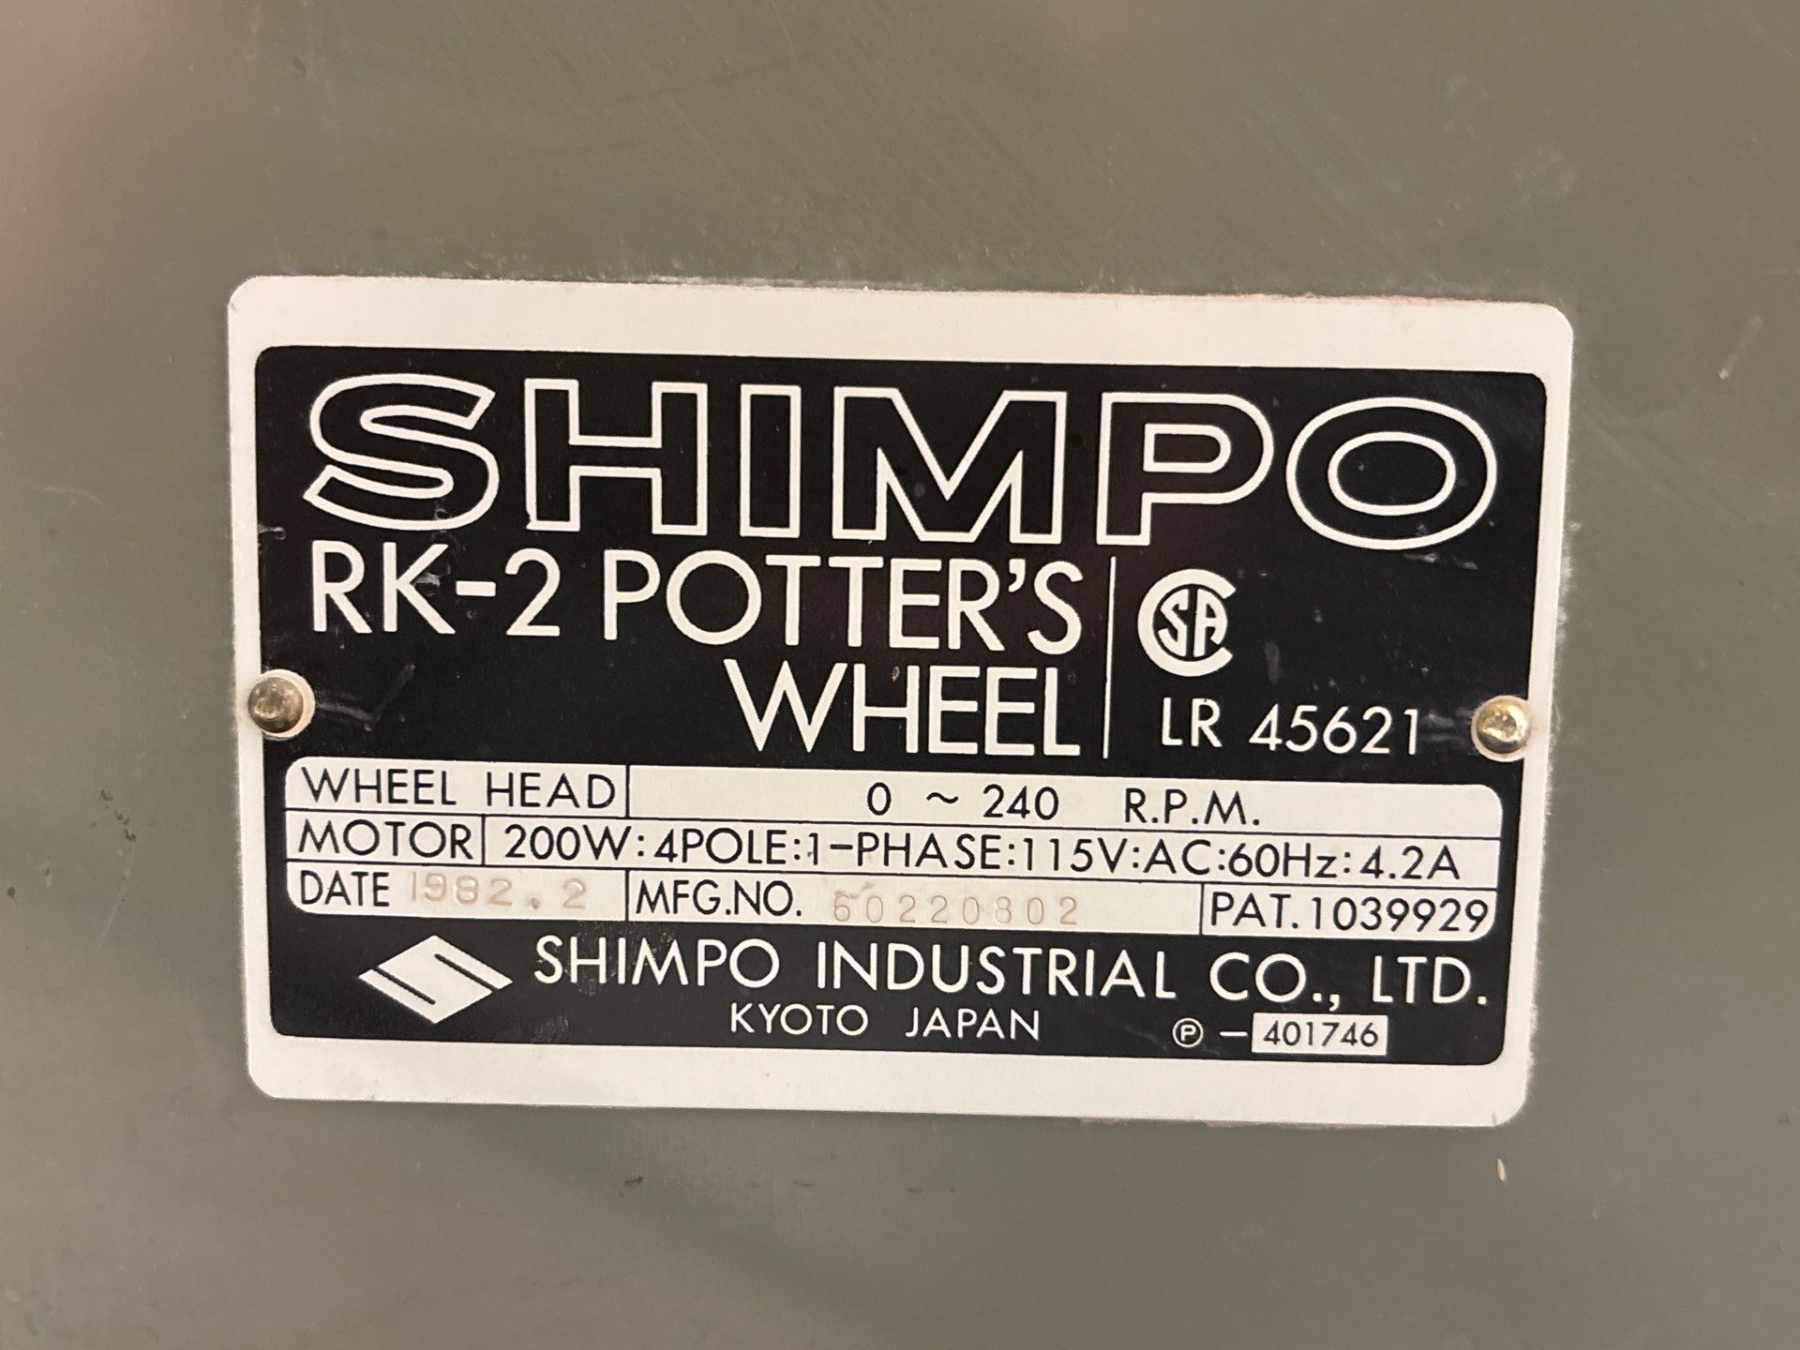 SHIMPO
RK-2 POTTER'S
WHEEL
CSA
LR 45621
WHEEL HEAD 0 ~ 240 R.P.M.
MOTOR 200W:4POLE:1-PHASE:115V:AC:60Hz:4.2A
DATE 1982.2 MFG.NO. 60220802 PAT.1039929
SHIMPO INDUSTRIAL CO., LTD.
KYOTO JAPAN ℗ - 401746